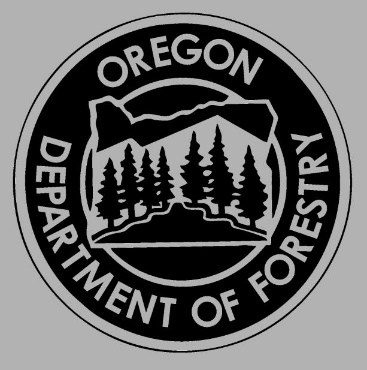 OREGON
DEPARTMENT OF FORESTRY